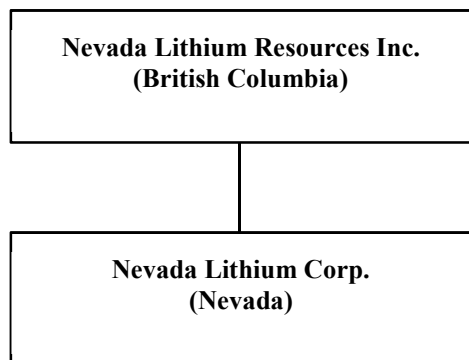 Nevada Lithium Resources Inc.
(British Columbia)
Nevada Lithium Corp.
(Nevada)